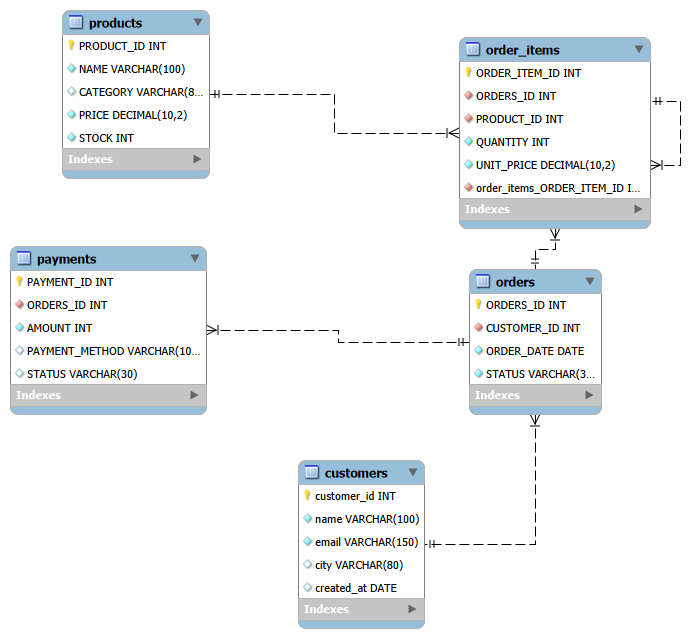 products
PRODUCT_ID INT
NAME VARCHAR(100)
CATEGORY VARCHAR(8...
PRICE DECIMAL(10,2)
STOCK INT
Indexes
order_items
ORDER_ITEM_ID INT
ORDERS_ID INT
PRODUCT_ID INT
QUANTITY INT
UNIT_PRICE DECIMAL(10,2)
order_items_ORDER_ITEM_ID I...
Indexes
payments
PAYMENT_ID INT
ORDERS_ID INT
AMOUNT INT
PAYMENT_METHOD VARCHAR(10...
STATUS VARCHAR(30)
Indexes
orders
ORDERS_ID INT
CUSTOMER_ID INT
ORDER_DATE DATE
STATUS VARCHAR(3...
Indexes
customers
customer_id INT
name VARCHAR(100)
email VARCHAR(150)
city VARCHAR(80)
created_at DATE
Indexes